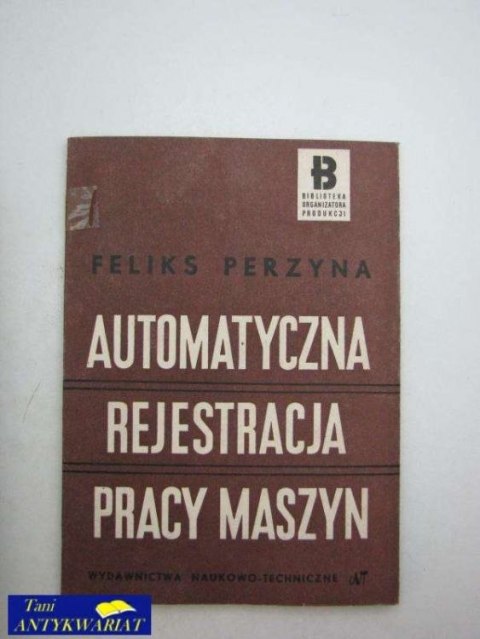 B
BIBLIOTEKA
ORGANIZATORA
PRODUKCJI
FELIKS PERZYNA
AUTOMATYCZNA
REJESTRACJA
PRACY MASZYN
WYDAWNICTWA NAUKOWO-TECHNICZNE
Tani
ANTYKWARIAT